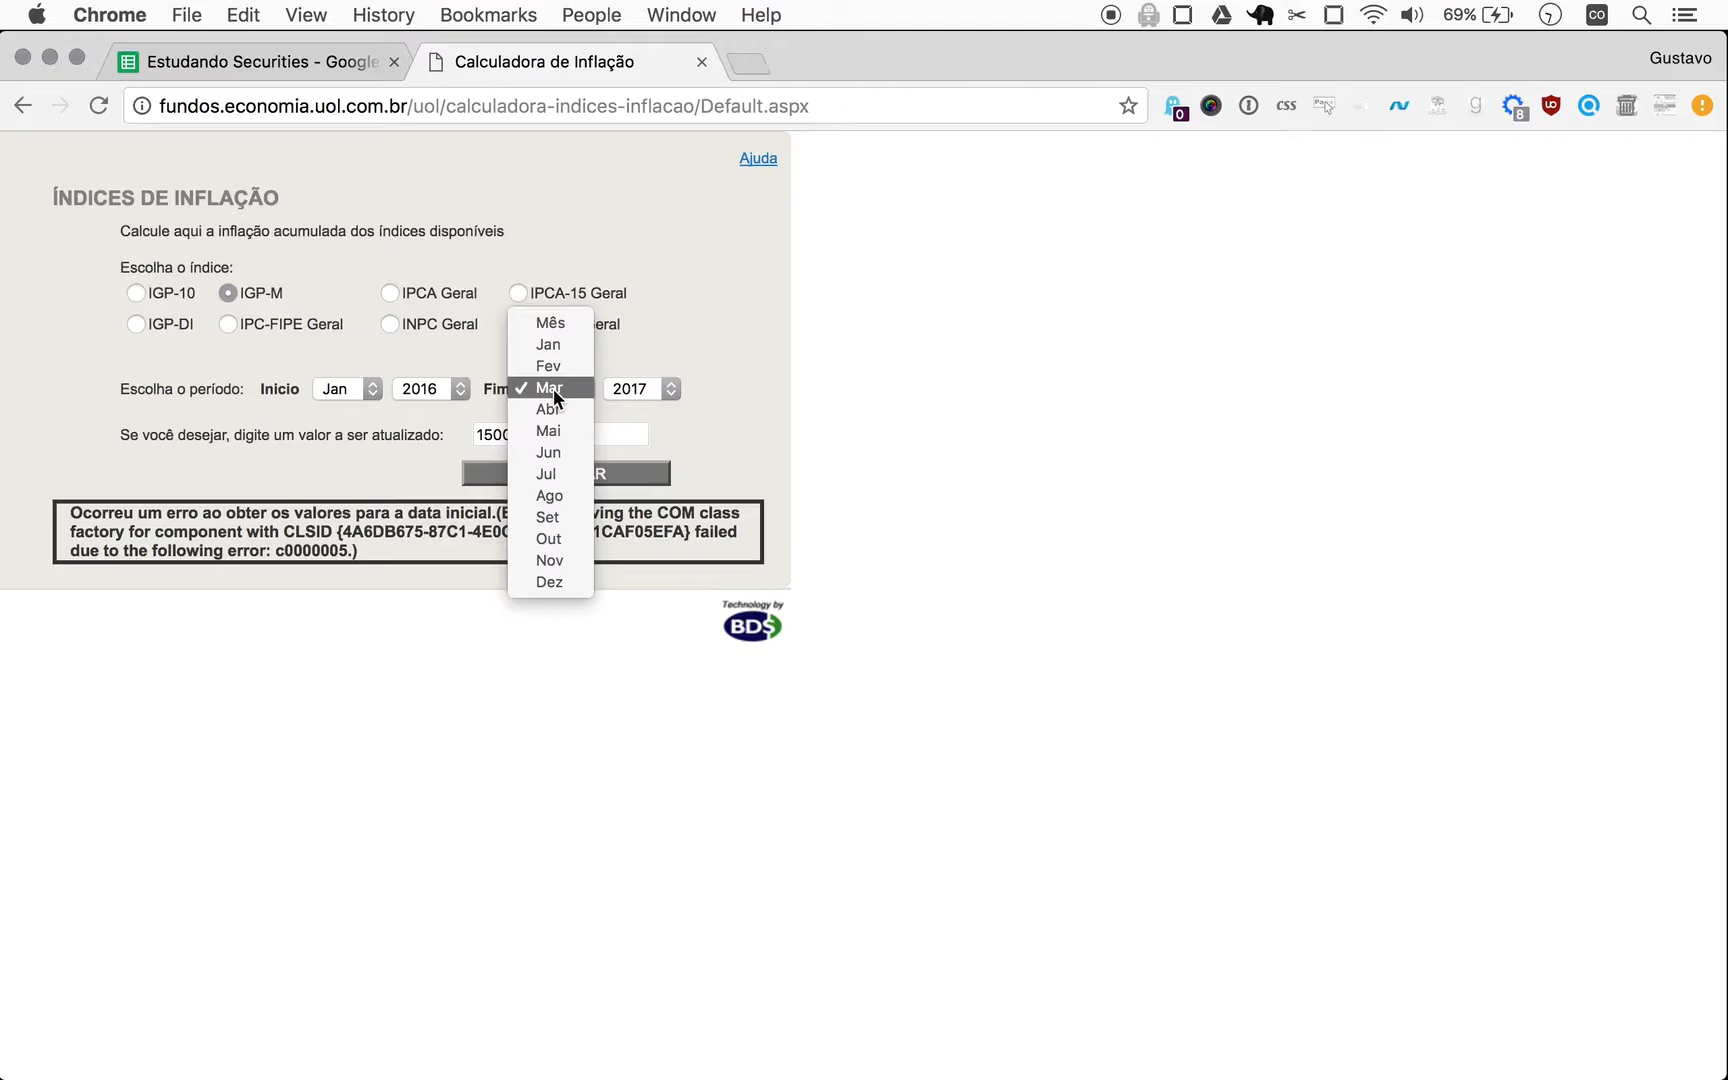 Chrome File Edit View History Bookmarks People Window Help 69%
Estudando Securities - Google
Calculadora de Inflação
Gustavo
fundos.economia.uol.com.br/uol/calculadora-indices-inflacao/Default.aspx
Ajuda
ÍNDICES DE INFLAÇÃO
Calcule aqui a inflação acumulada dos índices disponíveis
Escolha o índice:
IGP-10 IGP-M IPCA Geral IPCA-15 Geral
IGP-DI IPC-FIPE Geral INPC Geral eral
Escolha o período: Inicio Jan 2016 Fim 2017
Mês
Jan
Fev
Mar
Abr
Mai
Jun
Jul
Ago
Set
Out
Nov
Dez
Se você desejar, digite um valor a ser atualizado: 1500
Ocorreu um erro ao obter os valores para a data inicial.( ving the COM class
factory for component with CLSID {4A6DB675-87C1- 1CAF05EFA} failed
due to the following error: c0000005.)
Technology by
BDS